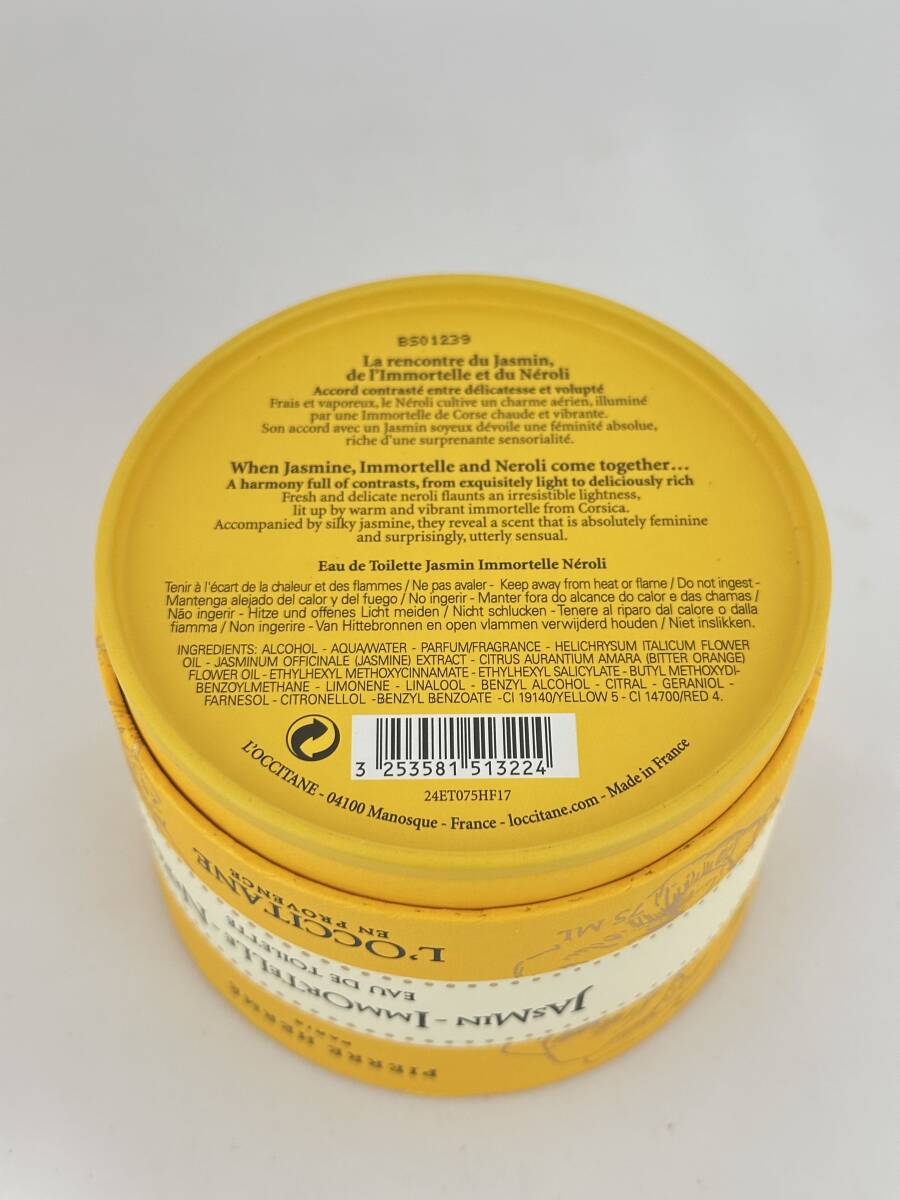 B501239
La rencontre du Jasmin,
de l'Immortelle et du Néroli
Accord contrasté entre délicatesse et volupté
Frais et vaporeux, le Néroli cultive un charme aérien, illuminé
par une Immortelle de Corse chaude et vibrante.
Son accord avec un Jasmin soyeux dévoile une féminité absolue,
riche d'une surprenante sensorialité.
When Jasmine, Immortelle and Neroli come together...
A harmony full of contrasts, from exquisitely light to deliciously rich
Fresh and delicate neroli flaunts an irresistible lightness,
lit up by warm and vibrant immortelle from Corsica.
Accompanied by silky jasmine, they reveal a scent that is absolutely feminine
and surprisingly, utterly sensual.
Eau de Toilette Jasmin Immortelle Néroli
Tenir à l'écart de la chaleur et des flammes / Ne pas avaler - Keep away from heat or flame / Do not ingest -
Mantenga alejado del calor y del fuego / No ingerir - Manter fora do alcance do calor e das chamas /
Não ingerir - Hitze und offenes Licht meiden / Nicht schlucken - Tenere al riparo dal calore o dalla
fiamma / Non ingerire - Van Hittebronnen en open vlammen verwijderd houden / Niet inslikken.
INGREDIENTS: ALCOHOL - AQUA/WATER - PARFUM/FRAGRANCE - HELICHRYSUM ITALICUM FLOWER
OIL - JASMINUM OFFICINALE (JASMINE) EXTRACT - CITRUS AURANTIUM AMARA (BITTER ORANGE)
FLOWER OIL - ETHYLHEXYL METHOXYCINNAMATE - ETHYLHEXYL SALICYLATE - BUTYL METHOXYDI-
BENZOYLMETHANE - LIMONENE - LINALOOL - BENZYL ALCOHOL - CITRAL - GERANIOL -
FARNESOL - CITRONELLOL -BENZYL BENZOATE -CI 19140/YELLOW 5 - CI 14700/RED 4.
3 253581 513224
24ET075HF17
L'OCCITANE - 04100 Manosque - France - loccitane.com - Made in France
75 ML
L'OCCITANE
EN PROVENCE
JASMIN - IMMORTELLE -
EAU DE TOILETTE
PIERRE HERMÉ
PARIS